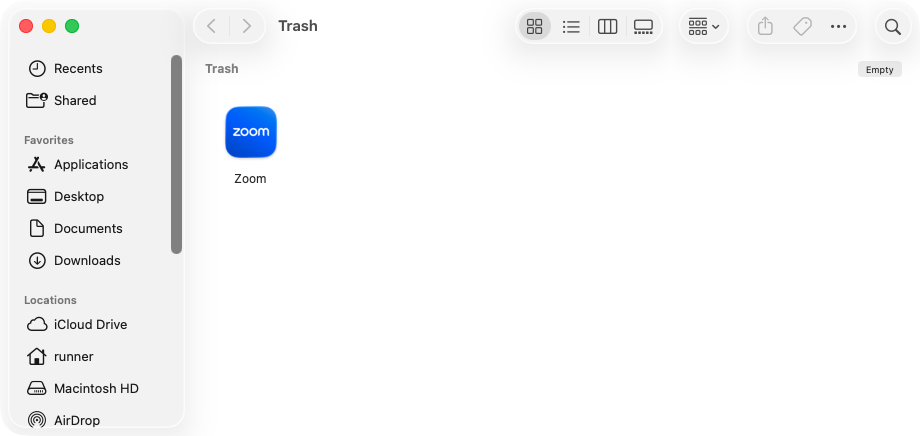 Trash
Recents
Shared
Favorites
Applications
Desktop
Documents
Downloads
Locations
iCloud Drive
runner
Macintosh HD
AirDrop
Trash
Empty
zoom
Zoom